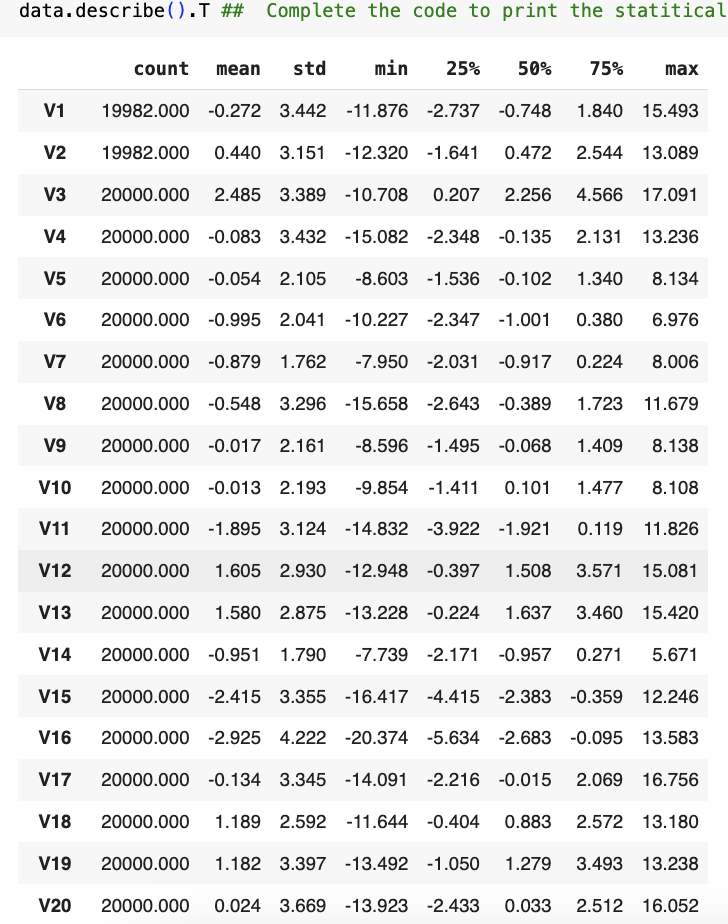 data.describe().T ## Complete the code to print the statitical
count mean std min 25% 50% 75% max
V1 19982.000 -0.272 3.442 -11.876 -2.737 -0.748 1.840 15.493
V2 19982.000 0.440 3.151 -12.320 -1.641 0.472 2.544 13.089
V3 20000.000 2.485 3.389 -10.708 0.207 2.256 4.566 17.091
V4 20000.000 -0.083 3.432 -15.082 -2.348 -0.135 2.131 13.236
V5 20000.000 -0.054 2.105 -8.603 -1.536 -0.102 1.340 8.134
V6 20000.000 -0.995 2.041 -10.227 -2.347 -1.001 0.380 6.976
V7 20000.000 -0.879 1.762 -7.950 -2.031 -0.917 0.224 8.006
V8 20000.000 -0.548 3.296 -15.658 -2.643 -0.389 1.723 11.679
V9 20000.000 -0.017 2.161 -8.596 -1.495 -0.068 1.409 8.138
V10 20000.000 -0.013 2.193 -9.854 -1.411 0.101 1.477 8.108
V11 20000.000 -1.895 3.124 -14.832 -3.922 -1.921 0.119 11.826
V12 20000.000 1.605 2.930 -12.948 -0.397 1.508 3.571 15.081
V13 20000.000 1.580 2.875 -13.228 -0.224 1.637 3.460 15.420
V14 20000.000 -0.951 1.790 -7.739 -2.171 -0.957 0.271 5.671
V15 20000.000 -2.415 3.355 -16.417 -4.415 -2.383 -0.359 12.246
V16 20000.000 -2.925 4.222 -20.374 -5.634 -2.683 -0.095 13.583
V17 20000.000 -0.134 3.345 -14.091 -2.216 -0.015 2.069 16.756
V18 20000.000 1.189 2.592 -11.644 -0.404 0.883 2.572 13.180
V19 20000.000 1.182 3.397 -13.492 -1.050 1.279 3.493 13.238
V20 20000.000 0.024 3.669 -13.923 -2.433 0.033 2.512 16.052